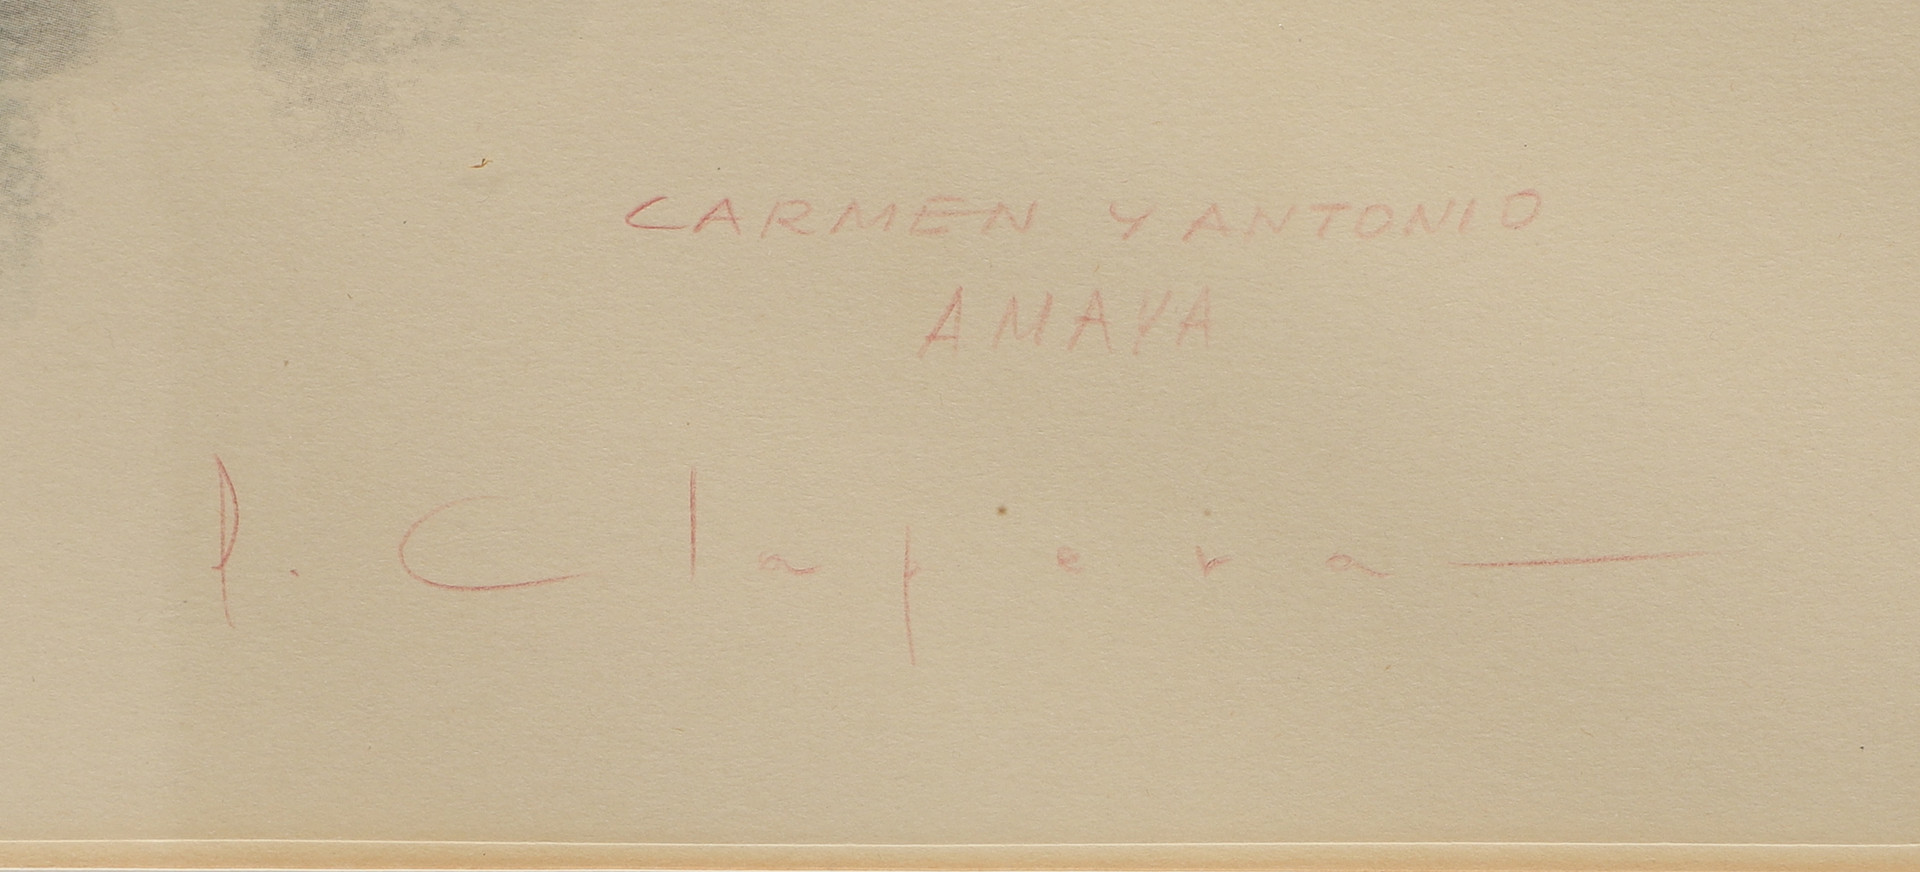 CARMEN Y ANTONIO
AMAYA
P. Clapera